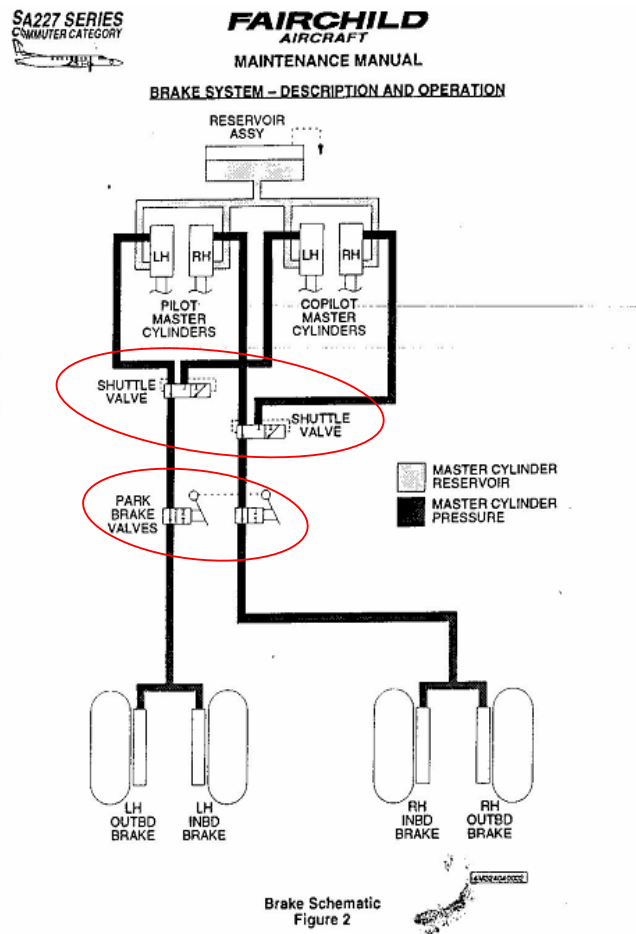 SA227 SERIES
COMMUTER CATEGORY
FAIRCHILD
AIRCRAFT
MAINTENANCE MANUAL
BRAKE SYSTEM – DESCRIPTION AND OPERATION
RESERVOIR
ASSY
LH
RH
LH
RH
PILOT
MASTER
CYLINDERS
COPILOT
MASTER
CYLINDERS
SHUTTLE
VALVE
SHUTTLE
VALVE
PARK
BRAKE
VALVES
MASTER CYLINDER
RESERVOIR
MASTER CYLINDER
PRESSURE
LH
OUTBD
BRAKE
LH
INBD
BRAKE
RH
INBD
BRAKE
RH
OUTBD
BRAKE
Brake Schematic
Figure 2